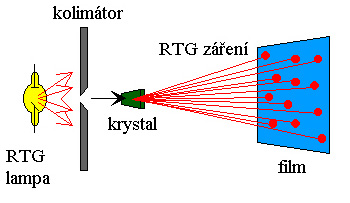 kolimátor
RTG záření
krystal
RTG
lampa
film